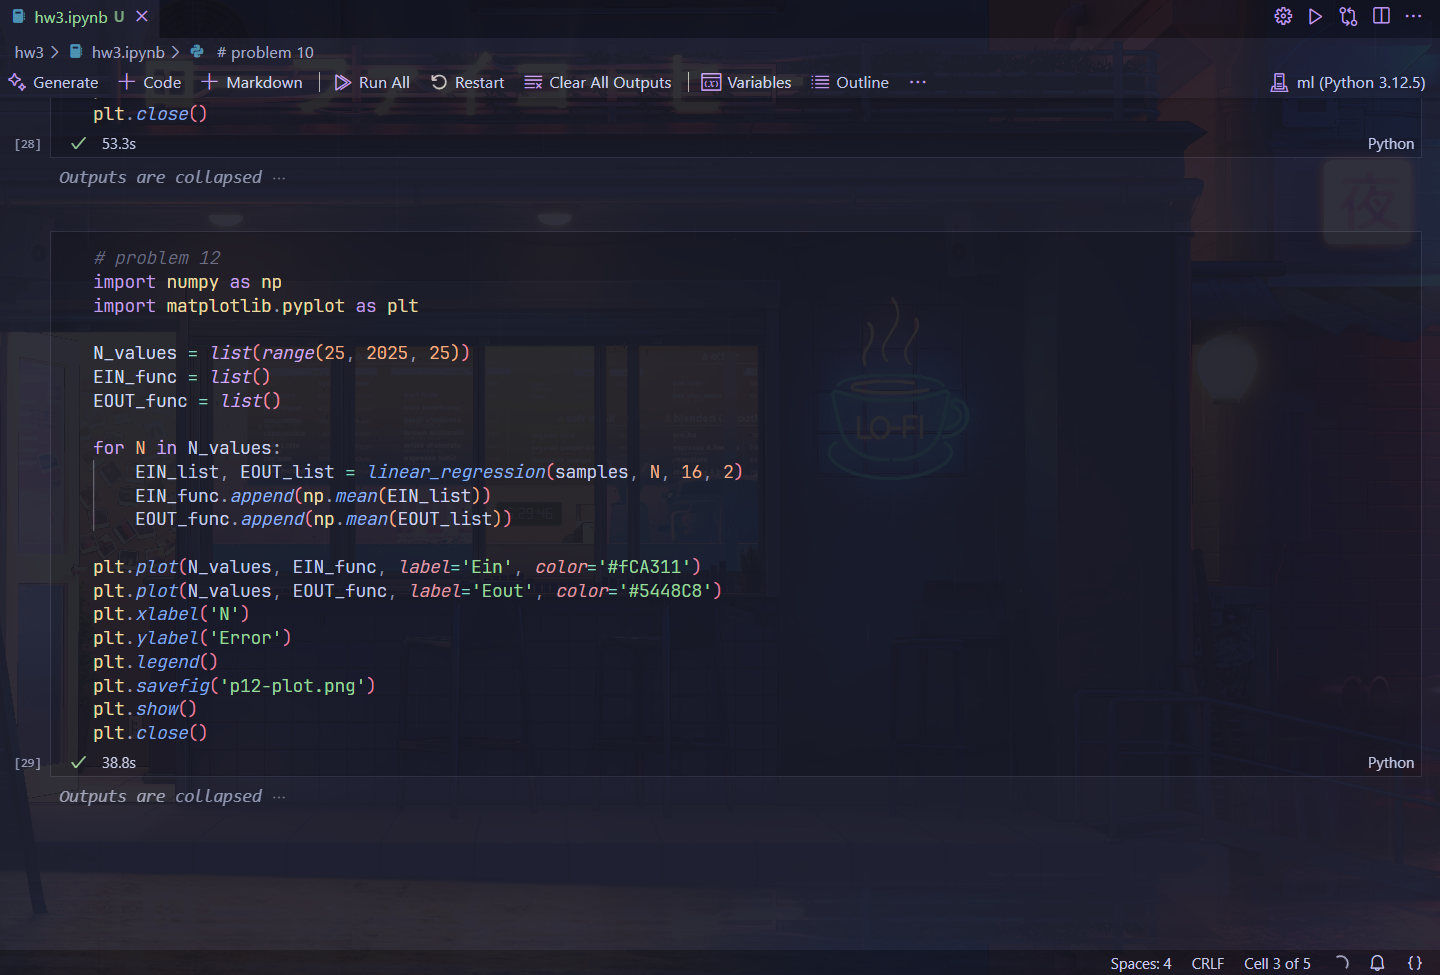 hw3.ipynb U
hw3 > hw3.ipynb > # problem 10
Generate + Code + Markdown | Run All Restart Clear All Outputs | Variables Outline ··· ml (Python 3.12.5)
plt.close()
[28] ✓ 53.3s Python
Outputs are collapsed ···
夜
# problem 12
import numpy as np
import matplotlib.pyplot as plt
N_values = list(range(25, 2025, 25))
EIN_func = list()
EOUT_func = list()
LO-FI
for N in N_values:
EIN_list, EOUT_list = linear_regression(samples, N, 16, 2)
EIN_func.append(np.mean(EIN_list))
EOUT_func.append(np.mean(EOUT_list))
plt.plot(N_values, EIN_func, label='Ein', color='#fCA311')
plt.plot(N_values, EOUT_func, label='Eout', color='#5448C8')
plt.xlabel('N')
plt.ylabel('Error')
plt.legend()
plt.savefig('p12-plot.png')
plt.show()
plt.close()
[29] ✓ 38.8s Python
Outputs are collapsed ···
Spaces: 4 CRLF Cell 3 of 5 {}